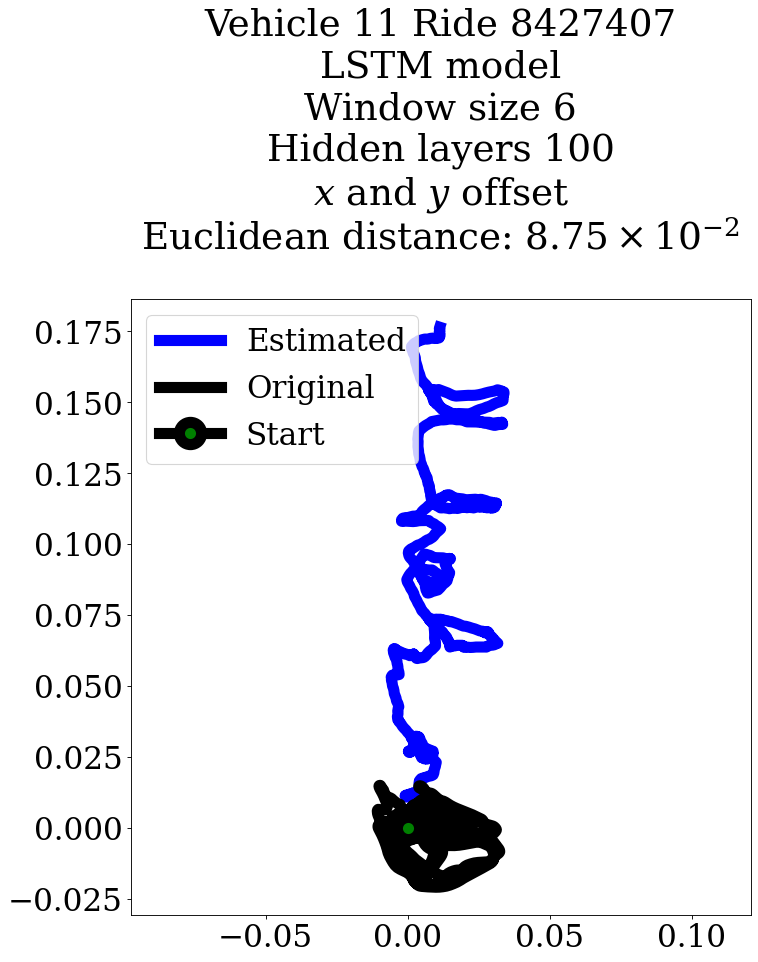 Vehicle 11 Ride 8427407
LSTM model
Window size 6
Hidden layers 100
x and y offset
Euclidean distance: 8.75 × 10⁻²
Estimated
Original
Start
0.175
0.150
0.125
0.100
0.075
0.050
0.025
0.000
−0.025
−0.05 0.00 0.05 0.10